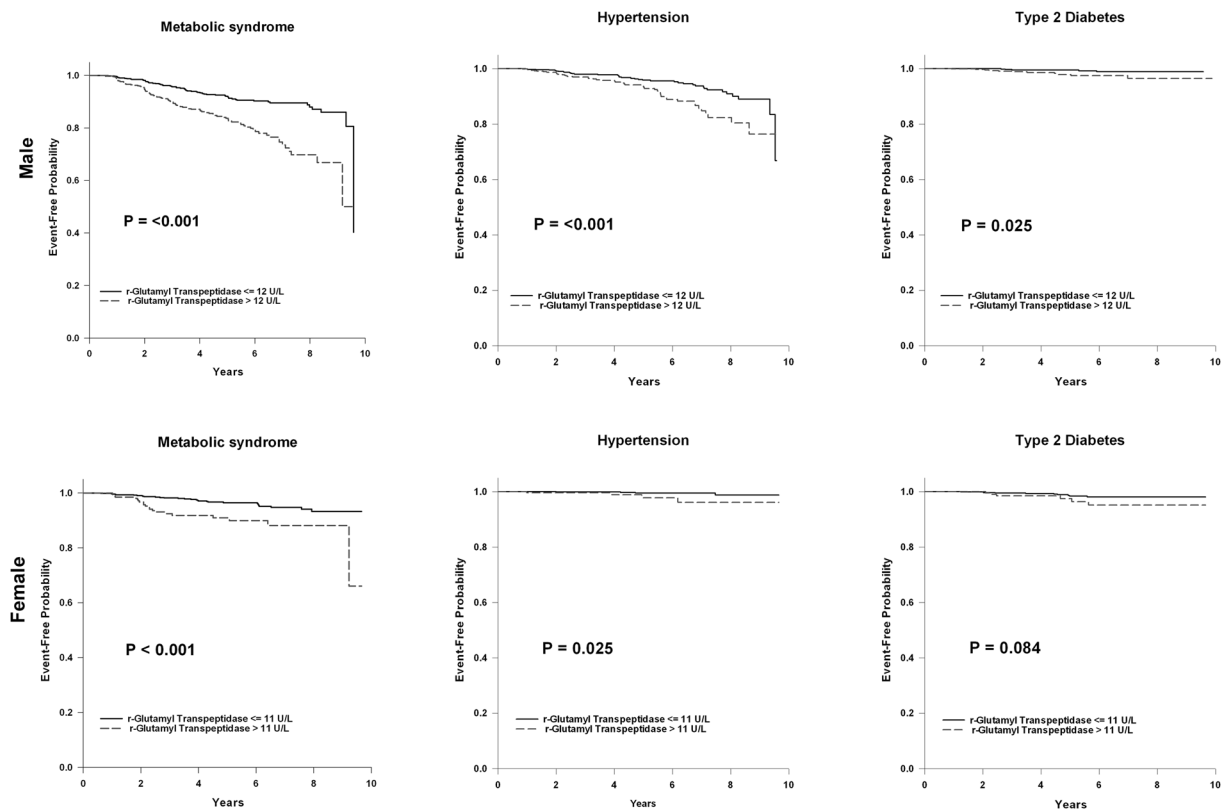 Metabolic syndrome
Male
Event-Free Probability
1.0
0.8
0.6
0.4
0.2
0.0
P = <0.001
r-Glutamyl Transpeptidase <= 12 U/L
r-Glutamyl Transpeptidase > 12 U/L
0 2 4 6 8 10
Years
Hypertension
Event-Free Probability
1.0
0.8
0.6
0.4
0.2
0.0
P = <0.001
r-Glutamyl Transpeptidase <= 12 U/L
r-Glutamyl Transpeptidase > 12 U/L
0 2 4 6 8 10
Years
Type 2 Diabetes
Event-Free Probability
1.0
0.8
0.6
0.4
0.2
0.0
P = 0.025
r-Glutamyl Transpeptidase <= 12 U/L
r-Glutamyl Transpeptidase > 12 U/L
0 2 4 6 8 10
Years
Metabolic syndrome
Female
Event-Free Probability
1.0
0.8
0.6
0.4
0.2
0.0
P < 0.001
r-Glutamyl Transpeptidase <= 11 U/L
r-Glutamyl Transpeptidase > 11 U/L
0 2 4 6 8 10
Years
Hypertension
Event-Free Probability
1.0
0.8
0.6
0.4
0.2
0.0
P = 0.025
r-Glutamyl Transpeptidase <= 11 U/L
r-Glutamyl Transpeptidase > 11 U/L
0 2 4 6 8 10
Years
Type 2 Diabetes
Event-Free Probability
1.0
0.8
0.6
0.4
0.2
0.0
P = 0.084
r-Glutamyl Transpeptidase <= 11 U/L
r-Glutamyl Transpeptidase > 11 U/L
0 2 4 6 8 10
Years